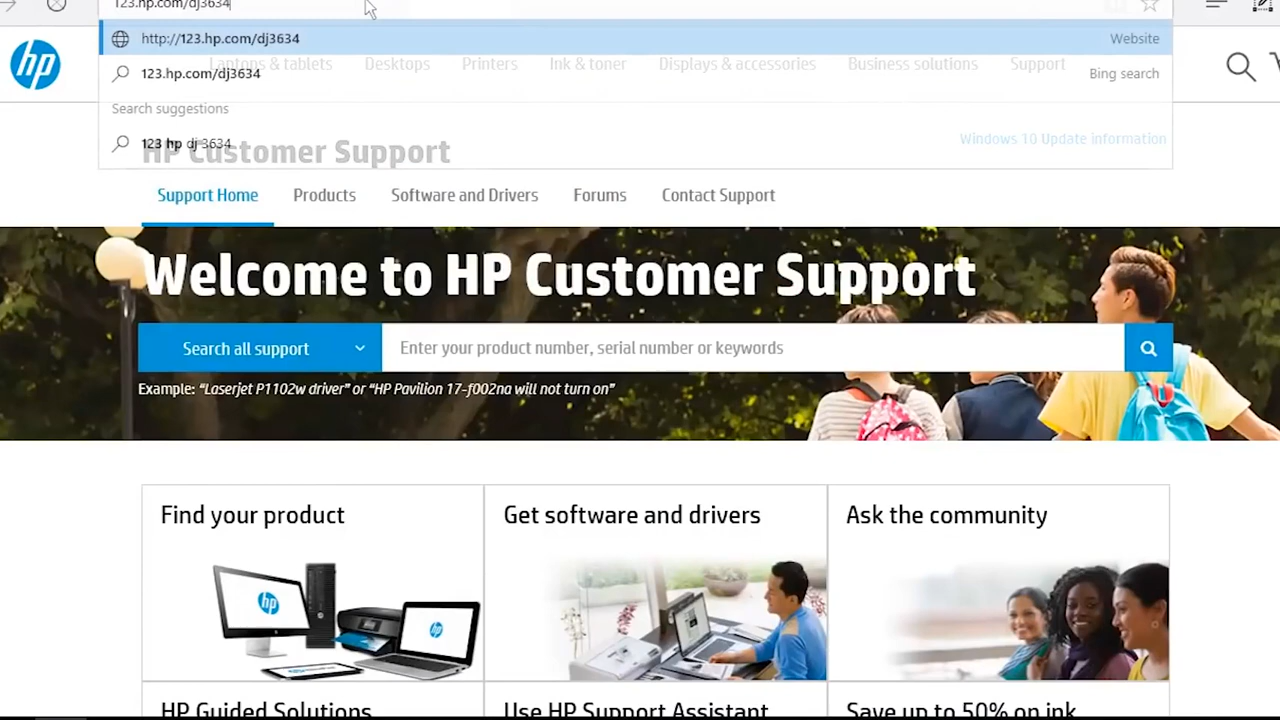 123.hp.com/dj3634
http://123.hp.com/dj3634 Website
hp Laptops & tablets Desktops Printers Ink & toner Displays & accessories Business solutions Support
123.hp.com/dj3634 Bing search
Search suggestions
123 hp dj 3634
HP Customer Support
Windows 10 Update information
Support Home Products Software and Drivers Forums Contact Support
Welcome to HP Customer Support
Search all support Enter your product number, serial number or keywords
Example: “Laserjet P1102w driver” or “HP Pavilion 17-f002na will not turn on”
Find your product Get software and drivers Ask the community
hp
hp
HP Guided Solutions Use HP Support Assistant Save up to 50% on ink